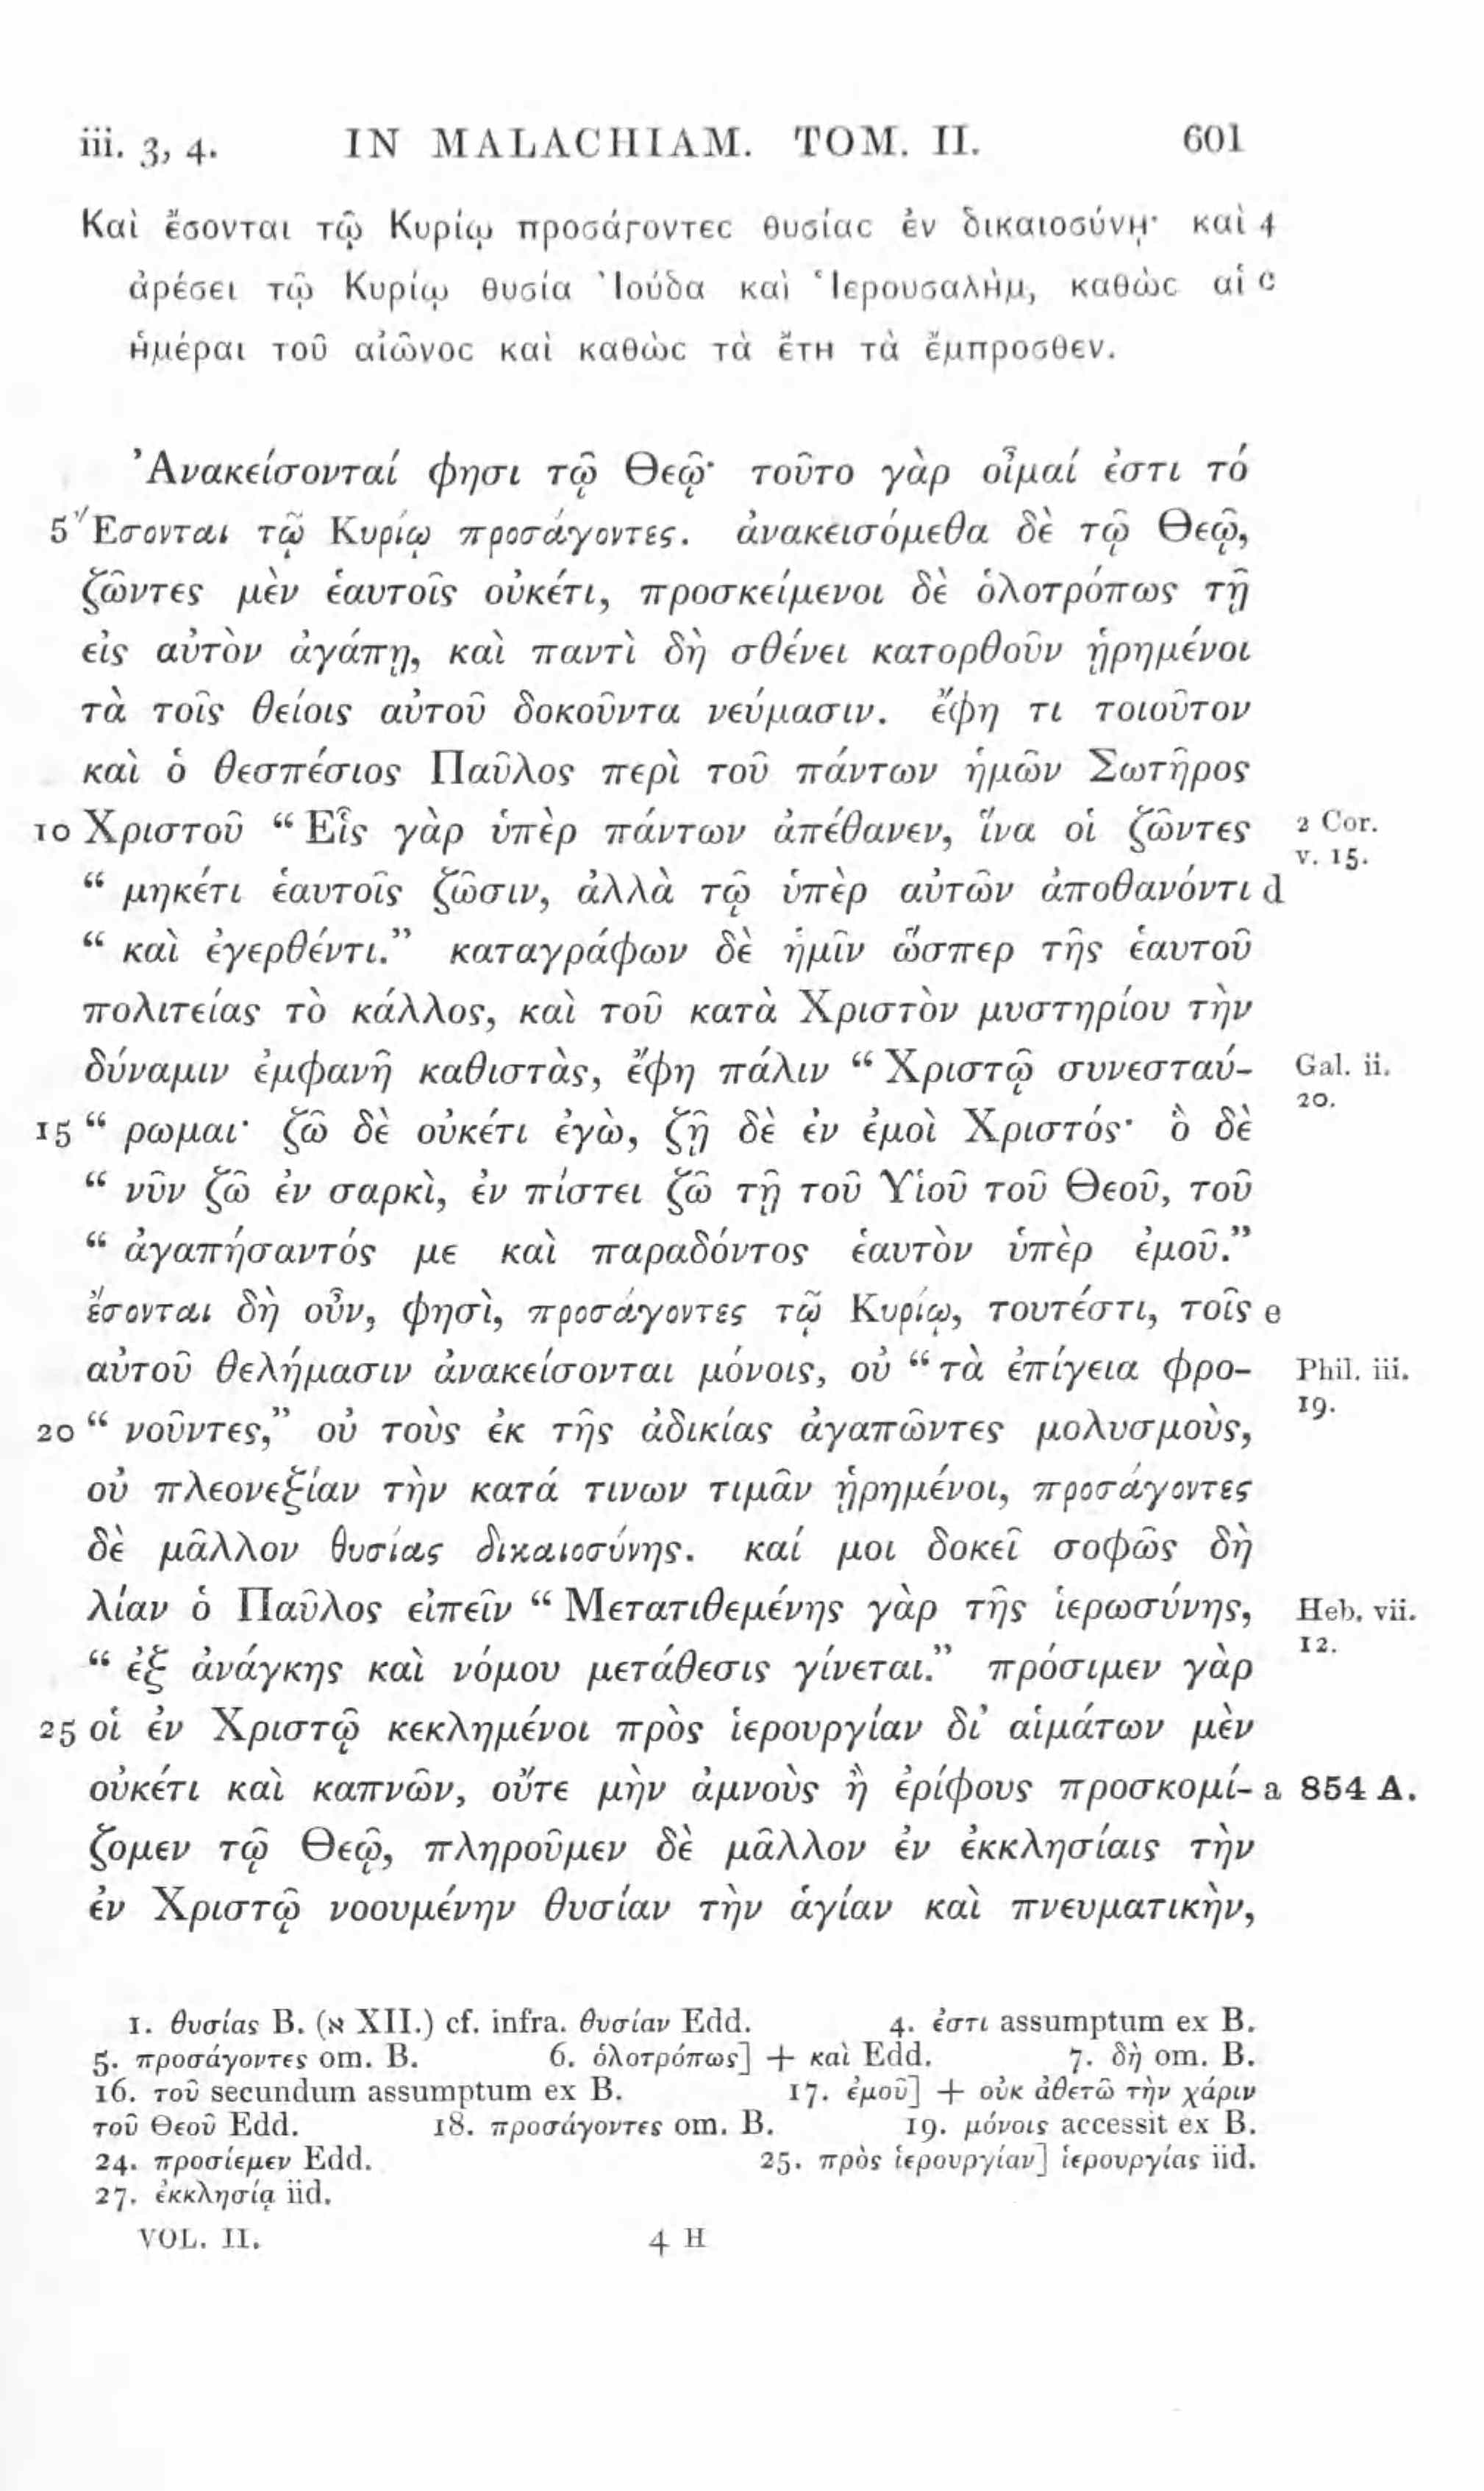 iii. 3, 4. IN MALACHIAM. TOM. II. 601
Καὶ ἔσονται τῷ Κυρίῳ προσάγοντες θυσίας ἐν δικαιοσύνῃ· καὶ 4
ἀρέσει τῷ Κυρίῳ θυσία Ἰούδα καὶ Ἱερουσαλὴμ, καθὼς αἱ c
ἡμέραι τοῦ αἰῶνος καὶ καθὼς τὰ ἔτη τὰ ἔμπροσθεν.
Ἀνακείσονταί φησι τῷ Θεῷ· τοῦτο γὰρ οἶμαί ἐστι τό
5 Ἔσονται τῷ Κυρίῳ προσάγοντες. ἀνακεισόμεθα δὲ τῷ Θεῷ,
ζῶντες μὲν ἑαυτοῖς οὐκέτι, προσκείμενοι δὲ ὁλοτρόπως τῇ
εἰς αὐτὸν ἀγάπῃ, καὶ παντὶ δὴ σθένει κατορθοῦν ᾑρημένοι
τὰ τοῖς θείοις αὐτοῦ δοκοῦντα νεύμασιν. ἔφη τι τοιοῦτον
καὶ ὁ θεσπέσιος Παῦλος περὶ τοῦ πάντων ἡμῶν Σωτῆρος
10 Χριστοῦ “ Εἷς γὰρ ὑπὲρ πάντων ἀπέθανεν, ἵνα οἱ ζῶντες 2 Cor.
v. 15.
“ μηκέτι ἑαυτοῖς ζῶσιν, ἀλλὰ τῷ ὑπὲρ αὐτῶν ἀποθανόντι d
“ καὶ ἐγερθέντι.” καταγράφων δὲ ἡμῖν ὥσπερ τῆς ἑαυτοῦ
πολιτείας τὸ κάλλος, καὶ τοῦ κατὰ Χριστὸν μυστηρίου τὴν
δύναμιν ἐμφανῆ καθιστὰς, ἔφη πάλιν “ Χριστῷ συνεσταύ- Gal. ii.
20.
15 “ ρωμαι· ζῶ δὲ οὐκέτι ἐγὼ, ζῇ δὲ ἐν ἐμοὶ Χριστός· ὃ δὲ
“ νῦν ζῶ ἐν σαρκὶ, ἐν πίστει ζῶ τῇ τοῦ Υἱοῦ τοῦ Θεοῦ, τοῦ
“ ἀγαπήσαντός με καὶ παραδόντος ἑαυτὸν ὑπὲρ ἐμοῦ.”
ἔσονται δὴ οὖν, φησὶ, προσάγοντες τῷ Κυρίῳ, τουτέστι, τοῖς e
αὐτοῦ θελήμασιν ἀνακείσονται μόνοις, οὐ “ τὰ ἐπίγεια φρο- Phil. iii.
19.
20 “ νοῦντες,” οὐ τοὺς ἐκ τῆς ἀδικίας ἀγαπῶντες μολυσμοὺς,
οὐ πλεονεξίαν τὴν κατά τινων τιμᾶν ᾑρημένοι, προσάγοντες
δὲ μᾶλλον θυσίας δικαιοσύνης. καί μοι δοκεῖ σοφῶς δὴ
λίαν ὁ Παῦλος εἰπεῖν “ Μετατιθεμένης γὰρ τῆς ἱερωσύνης, Heb. vii.
12.
“ ἐξ ἀνάγκης καὶ νόμου μετάθεσις γίνεται.” πρόσιμεν γὰρ
25 οἱ ἐν Χριστῷ κεκλημένοι πρὸς ἱερουργίαν δι’ αἱμάτων μὲν
οὐκέτι καὶ καπνῶν, οὔτε μὴν ἀμνοὺς ἢ ἐρίφους προσκομί- a 854 A.
ζομεν τῷ Θεῷ, πληροῦμεν δὲ μᾶλλον ἐν ἐκκλησίαις τὴν
ἐν Χριστῷ νοουμένην θυσίαν τὴν ἁγίαν καὶ πνευματικὴν,
1. θυσίας B. (א XII.) cf. infra. θυσίαν Edd. 4. ἐστι assumptum ex B.
5. προσάγοντες om. B. 6. ὁλοτρόπως] + καὶ Edd. 7. δὴ om. B.
16. τοῦ secundum assumptum ex B. 17. ἐμοῦ] + οὐκ ἀθετῶ τὴν χάριν
τοῦ Θεοῦ Edd. 18. προσάγοντες om. B. 19. μόνοις accessit ex B.
24. προσίεμεν Edd. 25. πρὸς ἱερουργίαν] ἱερουργίας iid.
27. ἐκκλησίᾳ iid.
VOL. II. 4 H